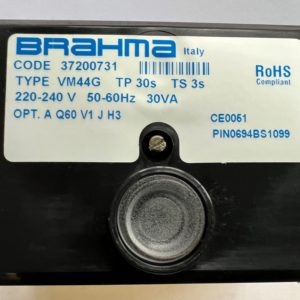 BRAHMA Italy
CODE 37200731
TYPE VM44G TP 30s TS 3s
220-240 V 50-60Hz 30VA
OPT. A Q60 V1 J H3
RoHS
Compliant
CE0051
PIN0694BS1099